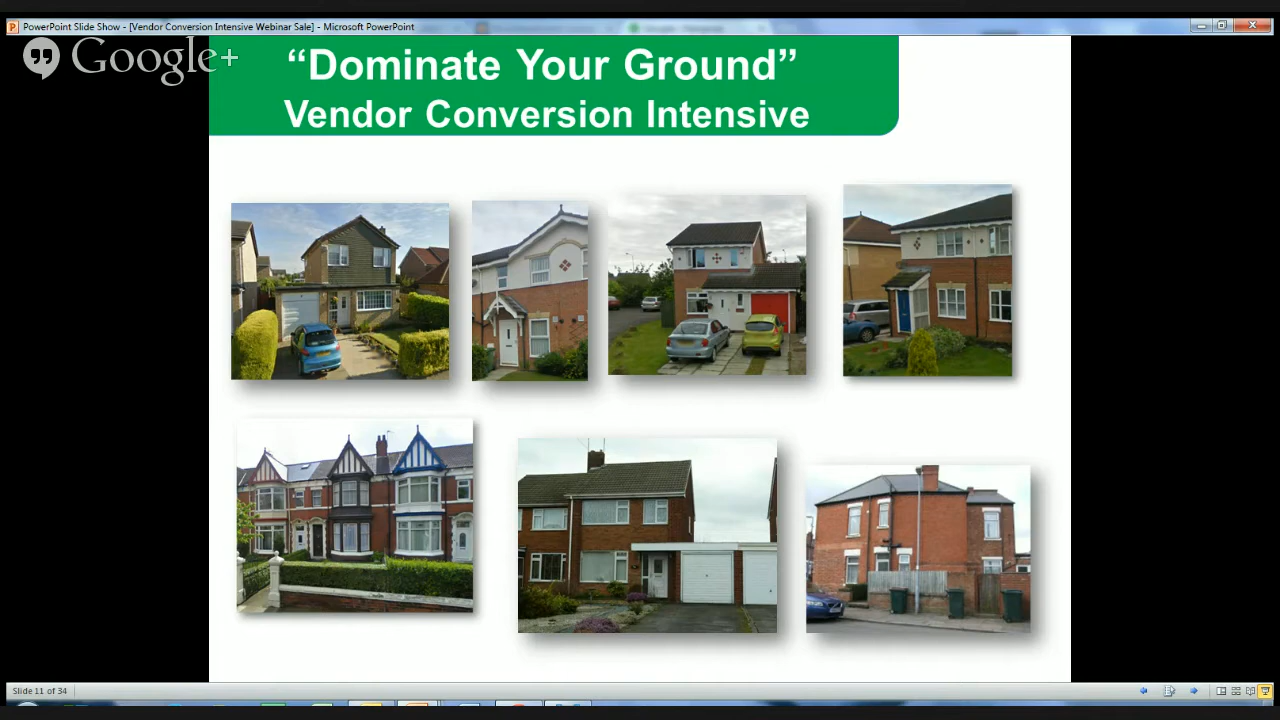 PowerPoint Slide Show - [Vendor Conversion Intensive Webinar Sale] - Microsoft PowerPoint
Google+
“Dominate Your Ground”
Vendor Conversion Intensive
Slide 11 of 34